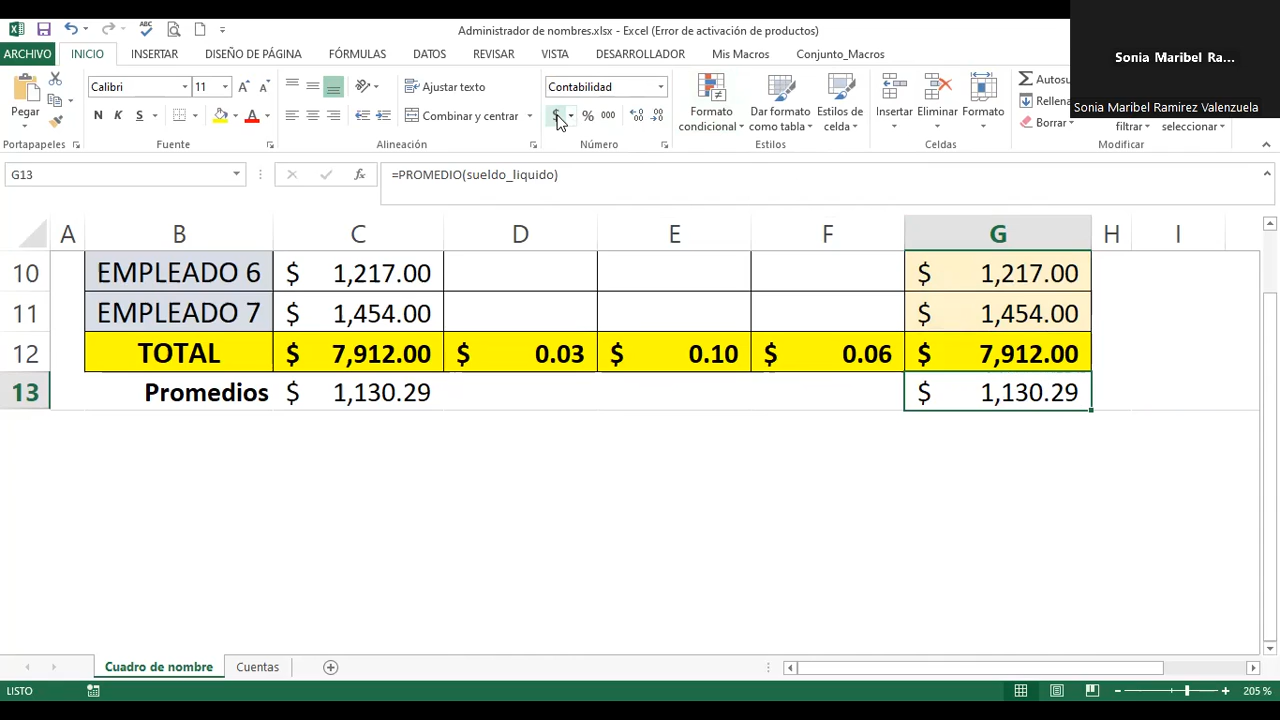 Administrador de nombres.xlsx - Excel (Error de activación de productos)
Sonia Maribel Ra...
Sonia Maribel Ramirez Valenzuela
ARCHIVO INICIO INSERTAR DISEÑO DE PÁGINA FÓRMULAS DATOS REVISAR VISTA DESARROLLADOR Mis Macros Conjunto_Macros
Pegar
Calibri 11
N K S
Ajustar texto
Combinar y centrar
Contabilidad
$ % 000
Formato condicional
Dar formato como tabla
Estilos de celda
Insertar Eliminar Formato
Autosu
Rellena
Borrar
filtrar seleccionar
Portapapeles Fuente Alineación Número Estilos Celdas Modificar
G13 fx =PROMEDIO(sueldo_liquido)
A B C D E F G H I
10 EMPLEADO 6 $ 1,217.00 $ 1,217.00
11 EMPLEADO 7 $ 1,454.00 $ 1,454.00
12 TOTAL $ 7,912.00 $ 0.03 $ 0.10 $ 0.06 $ 7,912.00
13 Promedios $ 1,130.29 $ 1,130.29
Cuadro de nombre Cuentas
LISTO 205 %